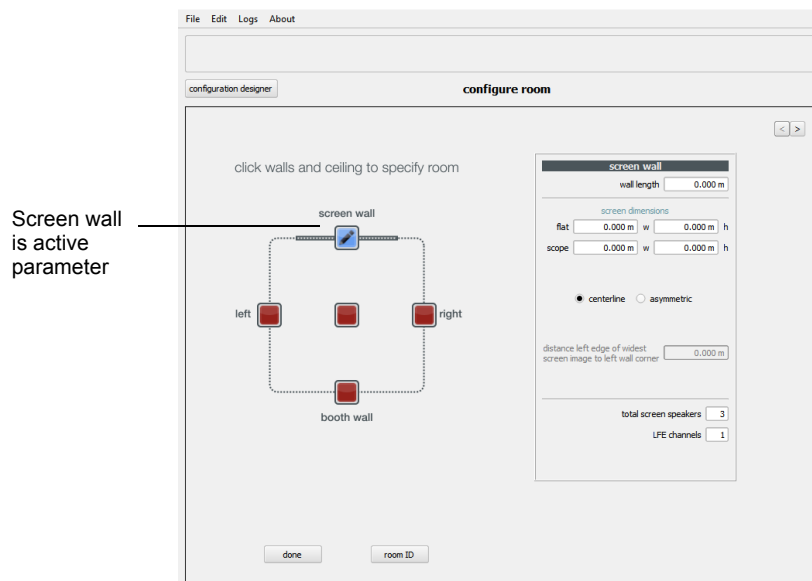 File Edit Logs About
configuration designer
configure room
< >
click walls and ceiling to specify room
screen wall
left
right
booth wall
Screen wall
is active
parameter
screen wall
wall length 0.000 m
screen dimensions
flat 0.000 m w 0.000 m h
scope 0.000 m w 0.000 m h
centerline asymmetric
distance left edge of widest
screen image to left wall corner 0.000 m
total screen speakers 3
LFE channels 1
done
room ID